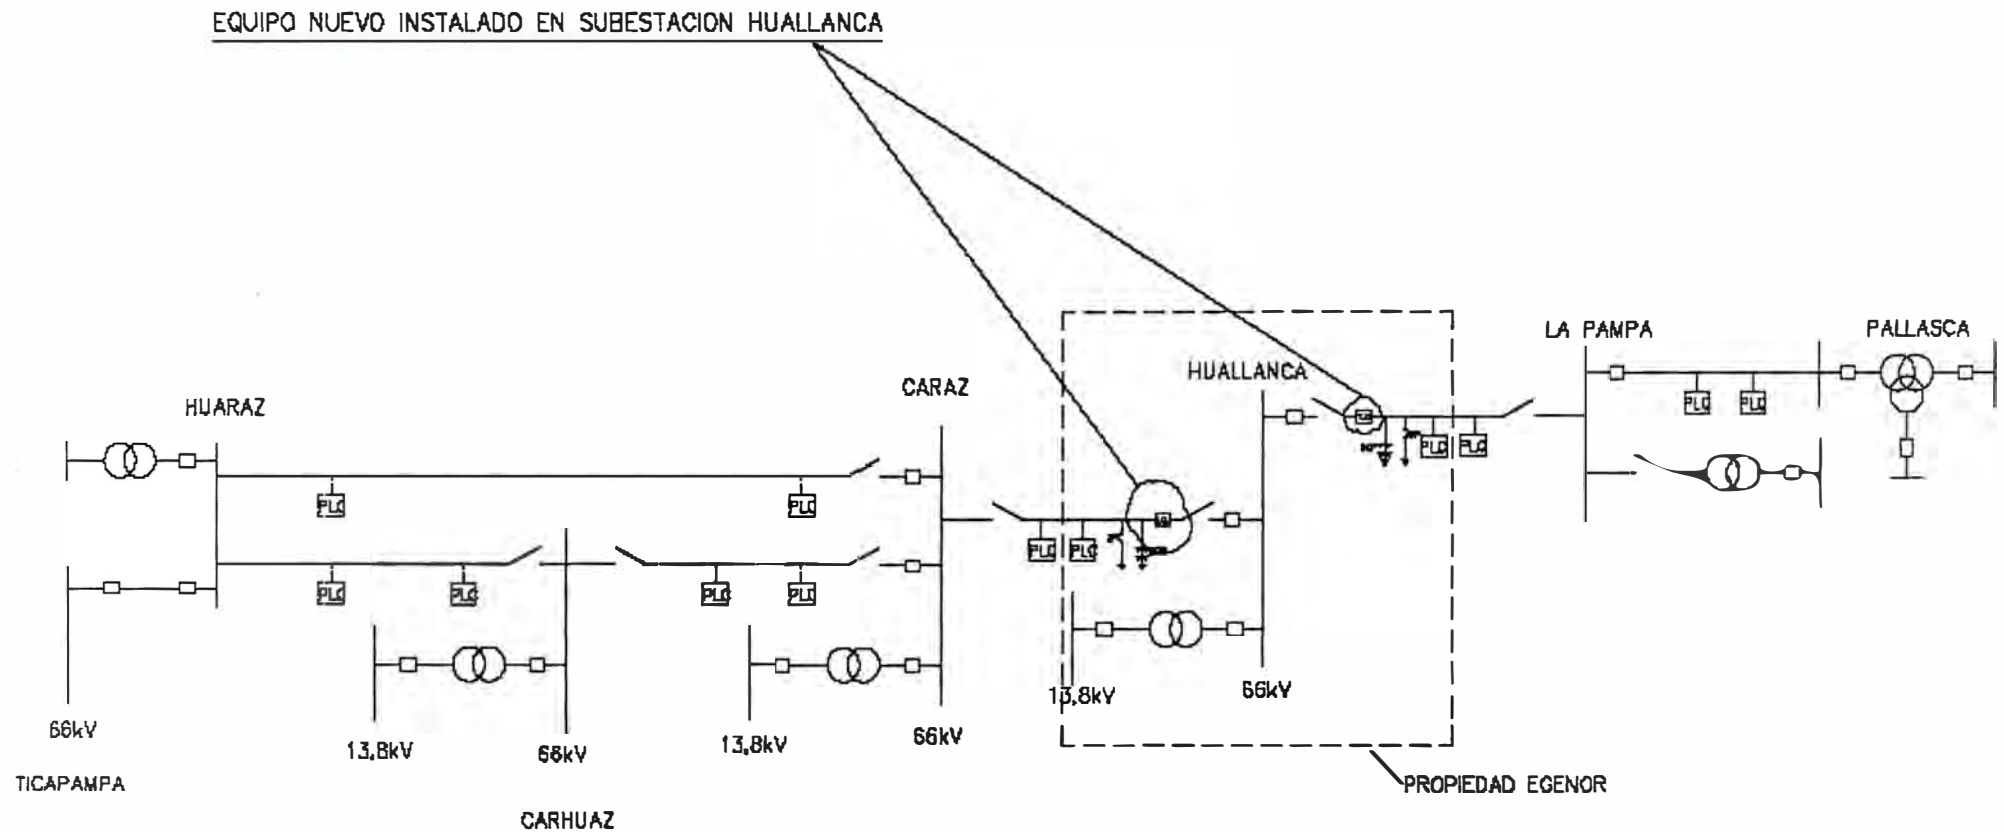 EQUIPO NUEVO INSTALADO EN SUBESTACION HUALLANCA
LA PAMPA
PALLASCA
HUALLANCA
CARAZ
HUARAZ
PLC
PLC
PLC
PLC
PLC
PLC
PLC
PLC
PLC
PLC
PLC
PLC
13,8kV
66kV
66kV
13,8kV
66kV
13,8kV
66kV
TICAPAMPA
PROPIEDAD EGENOR
CARHUAZ